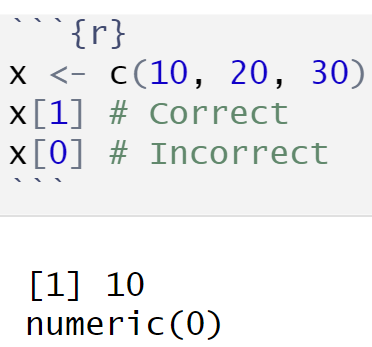 ```{r}
x <- c(10, 20, 30)
x[1] # Correct
x[0] # Incorrect
```
[1] 10
numeric(0)